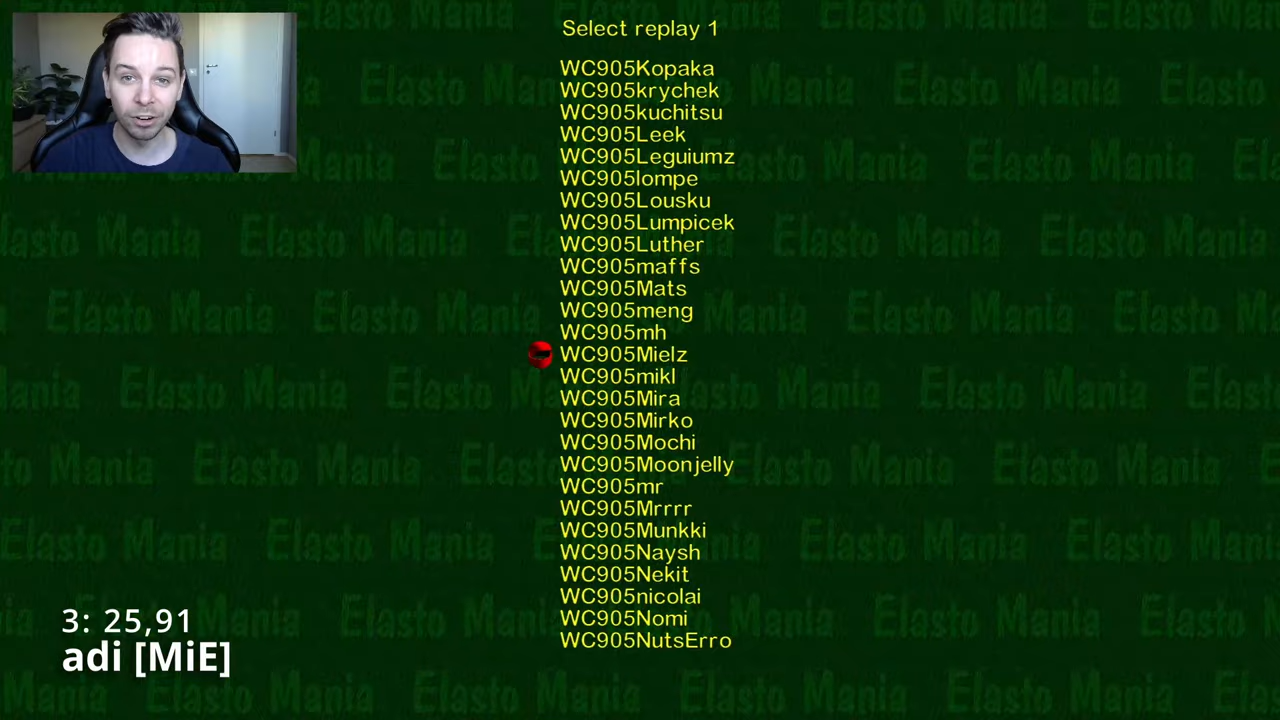 Select replay 1
WC905Kopaka
WC905krychek
WC905kuchitsu
WC905Leek
WC905Leguiumz
WC905lompe
WC905Lousku
WC905Lumpicek
WC905Luther
WC905maffs
WC905Mats
WC905meng
WC905mh
WC905Mielz
WC905mikl
WC905Mira
WC905Mirko
WC905Mochi
WC905Moonjelly
WC905mr
WC905Mrrrr
WC905Munkki
WC905Naysh
WC905Nekit
WC905nicolai
WC905Nomi
WC905NutsErro
3: 25,91
adi [MiE]